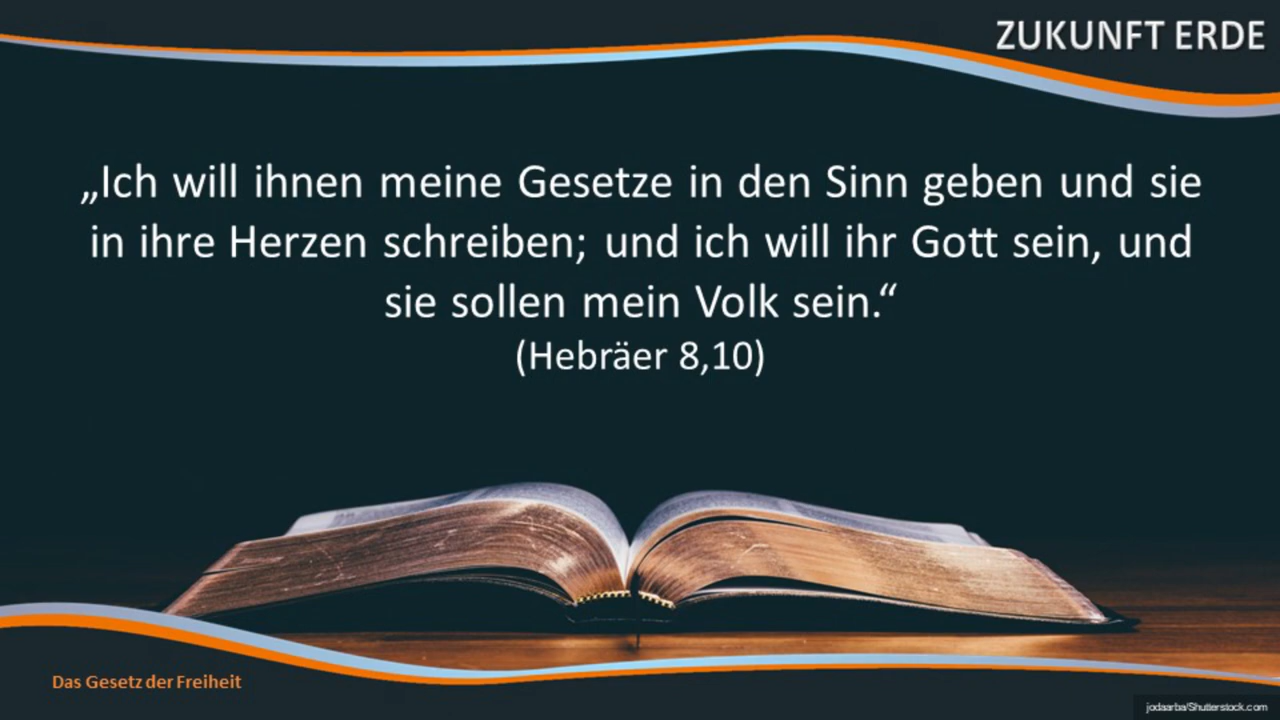 ZUKUNFT ERDE
„Ich will ihnen meine Gesetze in den Sinn geben und sie
in ihre Herzen schreiben; und ich will ihr Gott sein, und
sie sollen mein Volk sein.“
(Hebräer 8,10)
Das Gesetz der Freiheit
jodaarba/Shutterstock.com